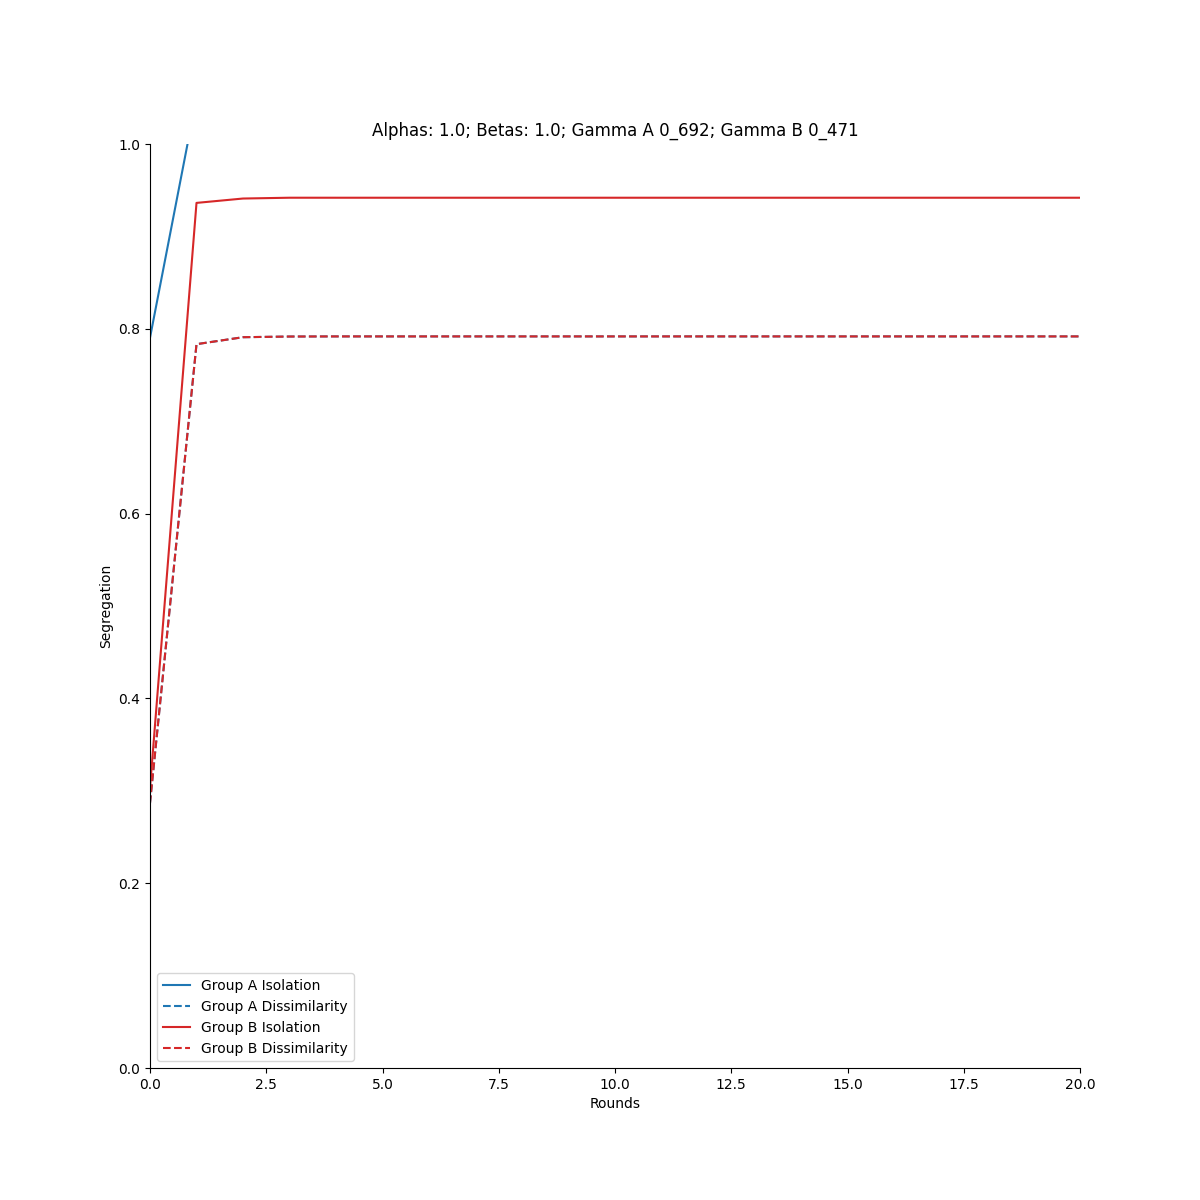 Alphas: 1.0; Betas: 1.0; Gamma A 0_692; Gamma B 0_471
1.0
0.8
0.6
0.4
0.2
0.0
Segregation
Group A Isolation
Group A Dissimilarity
Group B Isolation
Group B Dissimilarity
0.0 2.5 5.0 7.5 10.0 12.5 15.0 17.5 20.0
Rounds